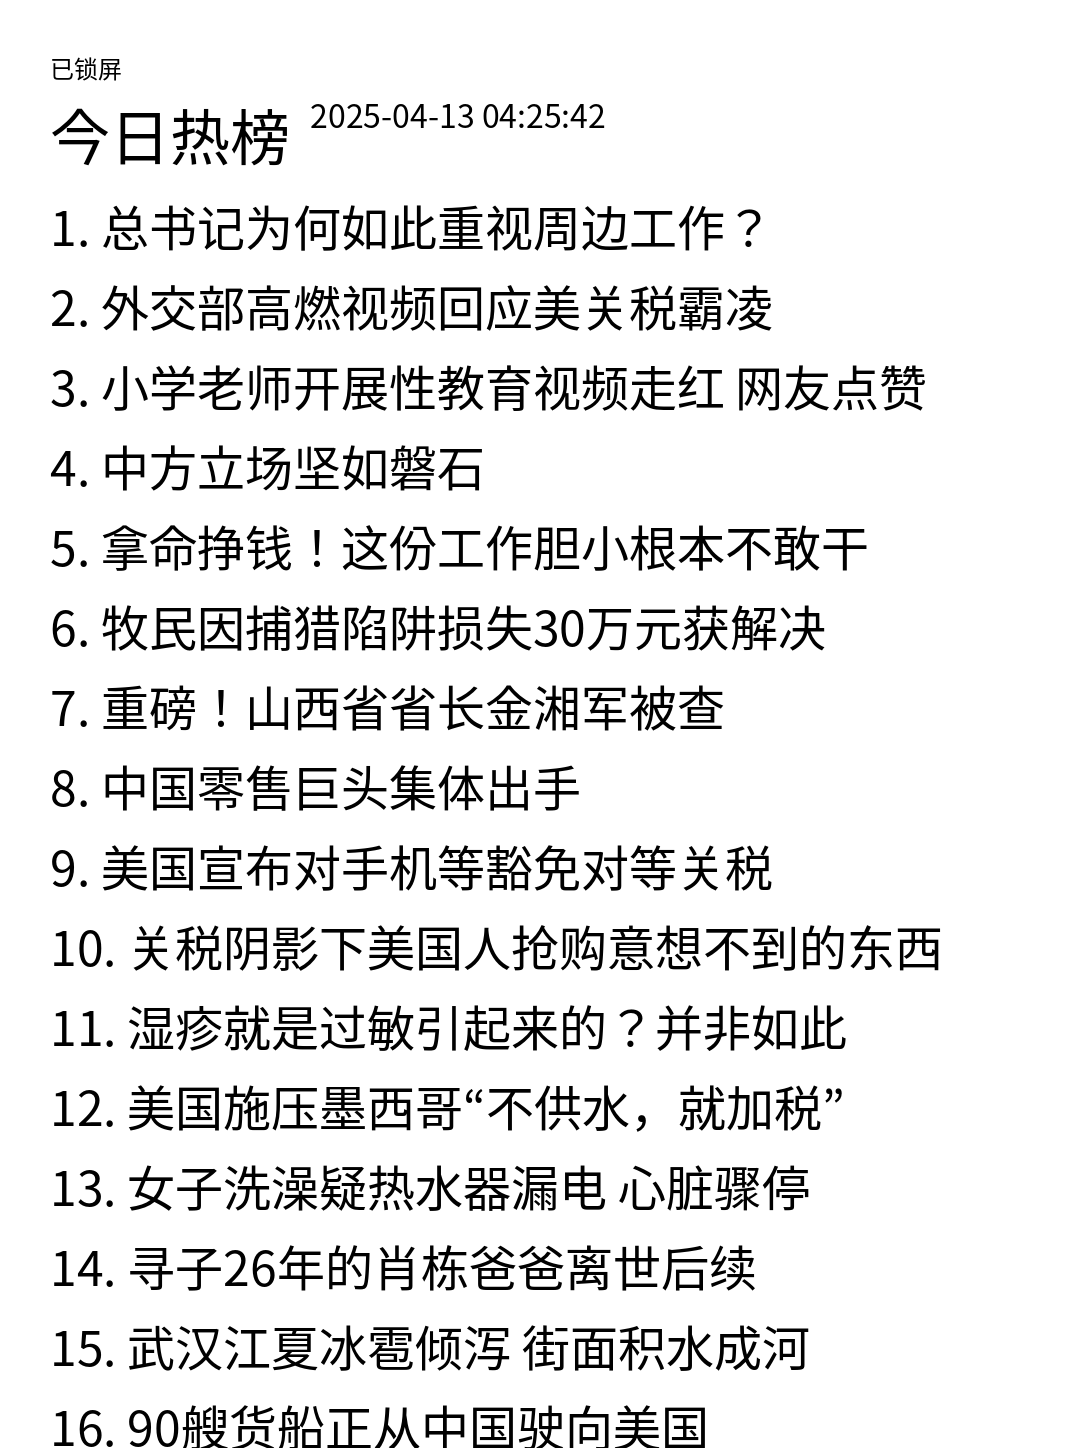 已锁屏
今日热榜 2025-04-13 04:25:42
1. 总书记为何如此重视周边工作？
2. 外交部高燃视频回应美关税霸凌
3. 小学老师开展性教育视频走红 网友点赞
4. 中方立场坚如磐石
5. 拿命挣钱！这份工作胆小根本不敢干
6. 牧民因捕猎陷阱损失30万元获解决
7. 重磅！山西省省长金湘军被查
8. 中国零售巨头集体出手
9. 美国宣布对手机等豁免对等关税
10. 关税阴影下美国人抢购意想不到的东西
11. 湿疹就是过敏引起来的？并非如此
12. 美国施压墨西哥“不供水，就加税”
13. 女子洗澡疑热水器漏电 心脏骤停
14. 寻子26年的肖栋爸爸离世后续
15. 武汉江夏冰雹倾泻 街面积水成河
16. 90艘货船正从中国驶向美国